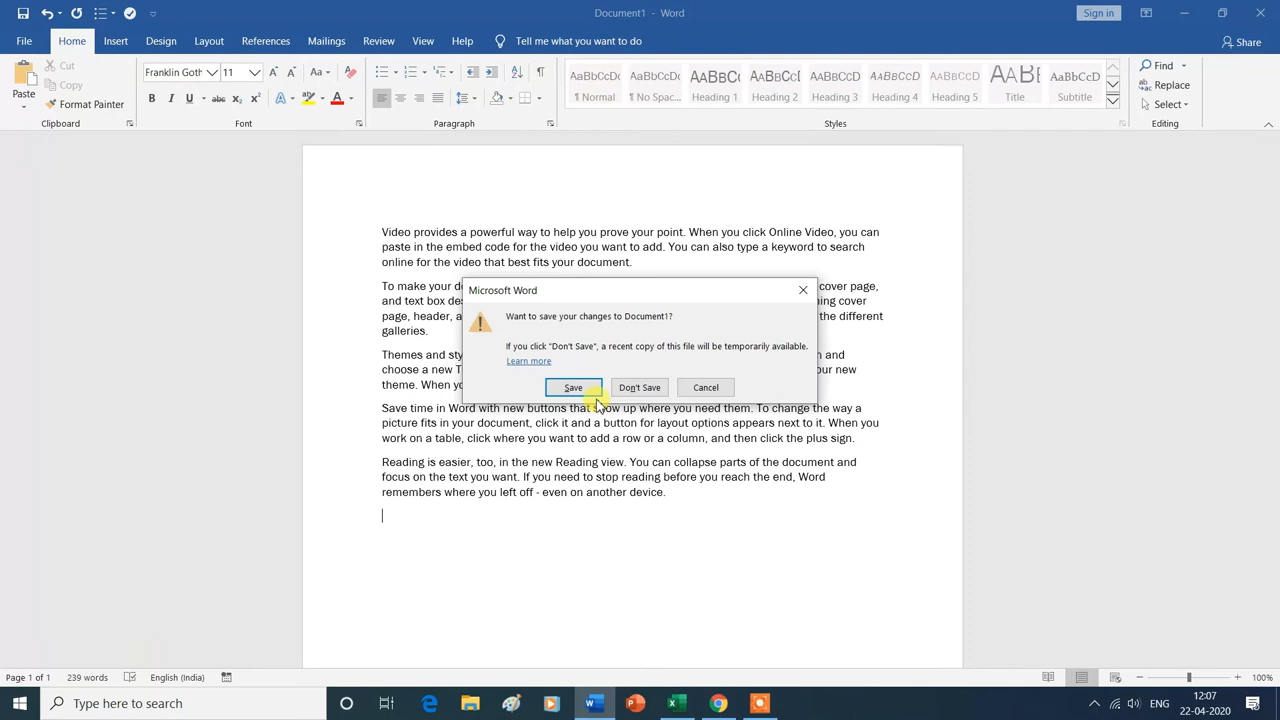 Document1 - Word
Sign in
File Home Insert Design Layout References Mailings Review View Help Tell me what you want to do
Share
Paste
Cut
Copy
Format Painter
Clipboard
Franklin Goth 11
Font
Paragraph
AaBbCcDc AaBbCcDc AABBCC AABBCCD AABBCCD AABBCCD AABBCCD AaB AaBbCcD
¶ Normal ¶ No Spac... Heading 1 Heading 2 Heading 3 Heading 4 Heading 5 Title Subtitle
Styles
Find
Replace
Select
Editing
Video provides a powerful way to help you prove your point. When you click Online Video, you can
paste in the embed code for the video you want to add. You can also type a keyword to search
online for the video that best fits your document.
To make your d cover page,
and text box des ing cover
page, header, a the different
galleries.
Themes and sty n and
choose a new T our new
theme. When yo
Microsoft Word
Want to save your changes to Document1?
If you click "Don't Save", a recent copy of this file will be temporarily available.
Learn more
Save Don't Save Cancel
Save time in Word with new buttons that show up where you need them. To change the way a
picture fits in your document, click it and a button for layout options appears next to it. When you
work on a table, click where you want to add a row or a column, and then click the plus sign.
Reading is easier, too, in the new Reading view. You can collapse parts of the document and
focus on the text you want. If you need to stop reading before you reach the end, Word
remembers where you left off - even on another device.
Page 1 of 1 239 words English (India) 100%
Type here to search
ENG
12:07
22-04-2020